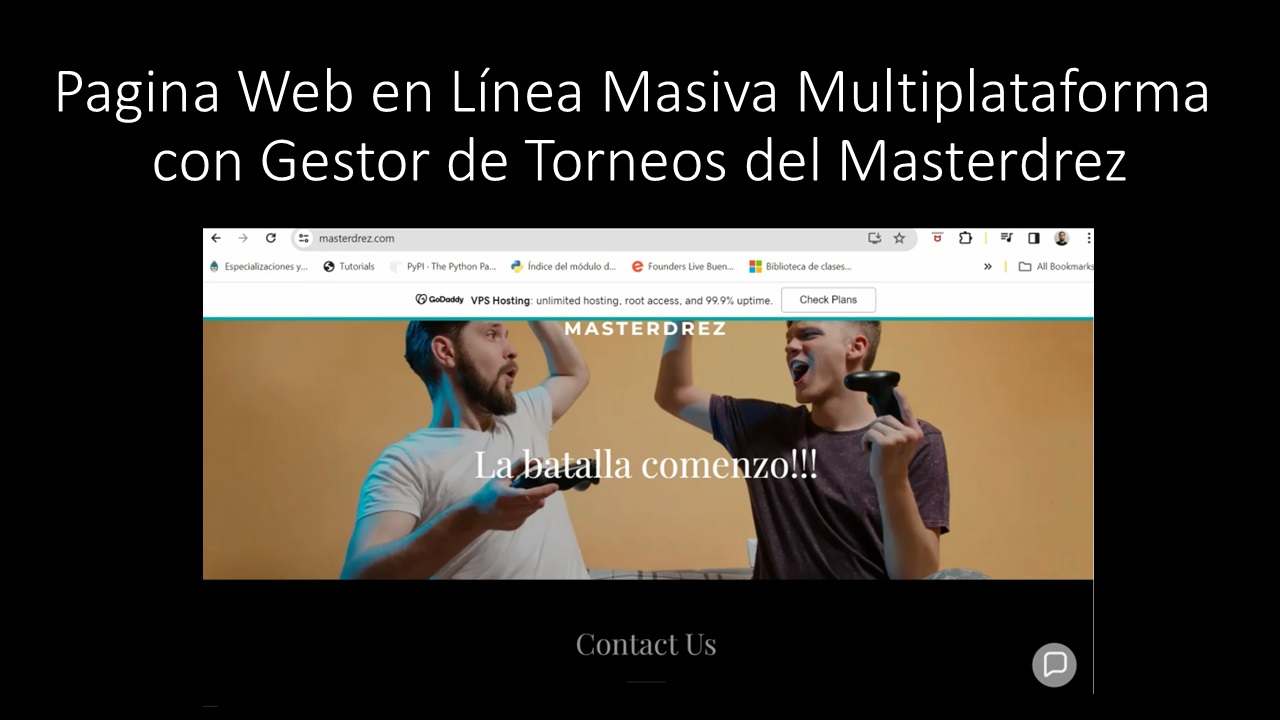 Pagina Web en Línea Masiva Multiplataforma
con Gestor de Torneos del Masterdrez
masterdrez.com
Especializaciones y... Tutorials PyPI - The Python Pa... Índice del módulo d... Founders Live Buen... Biblioteca de clases... » All Bookmarks
GoDaddy VPS Hosting: unlimited hosting, root access, and 99.9% uptime. Check Plans
MASTERDREZ
La batalla comenzo!!!
Contact Us